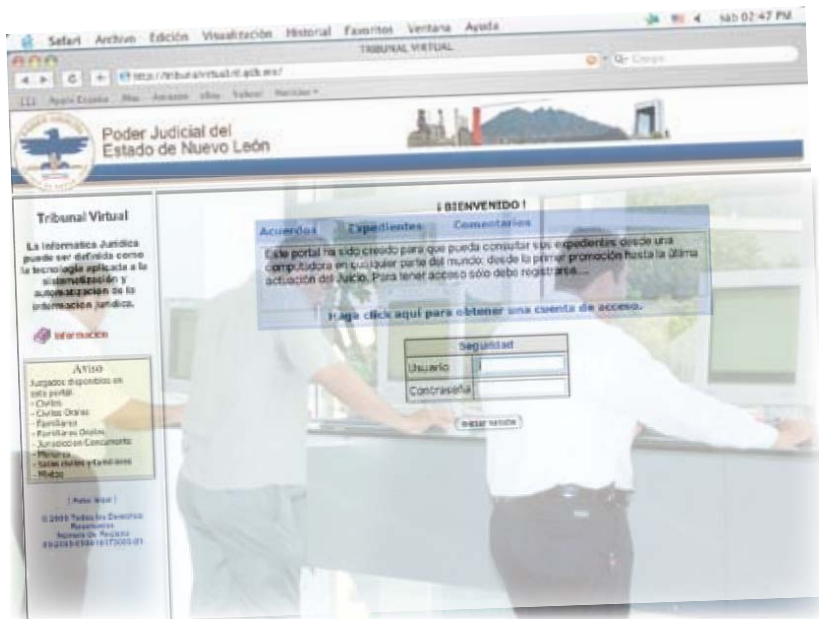 Safari Archivo Edición Visualización Historial Favoritos Ventana Ayuda
sáb 02:47 PM
TRIBUNAL VIRTUAL
Poder Judicial del
Estado de Nuevo León
Tribunal Virtual
La Informática Jurídica
puede ser definida como
la tecnología aplicada a la
sistematización y
automatización de la
información jurídica.
Información
Aviso
Juzgados disponibles en
este portal:
- Civiles
- Civiles Orales
- Familiares
- Familiares Orales
- Jurisdicción Concurrente
- Menores
- Salas civiles y familiares
- Mixtos
¡ BIENVENIDO !
Acuerdos Expedientes Comentarios
Este portal ha sido creado para que pueda consultar sus expedientes desde una
computadora en cualquier parte del mundo; desde la primer promoción hasta la última
actuación del Juicio. Para tener acceso sólo debe registrarse....
Haga click aquí para obtener una cuenta de acceso.
Seguridad
Usuario
Contraseña
Iniciar sesión